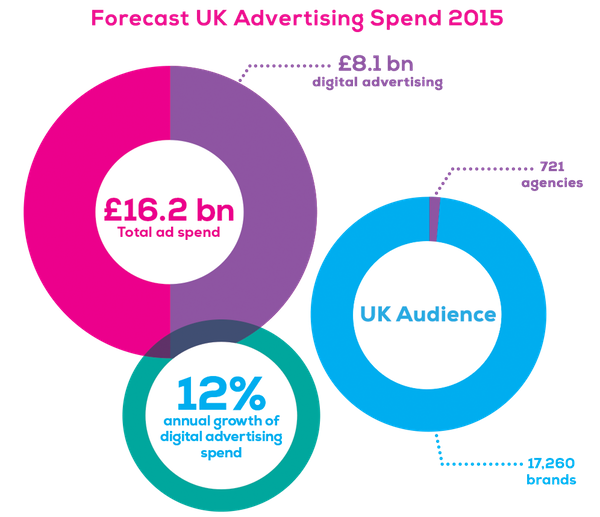 Forecast UK Advertising Spend 2015
£8.1 bn
digital advertising
£16.2 bn
Total ad spend
721
agencies
UK Audience
12%
annual growth of
digital advertising
spend
17,260
brands